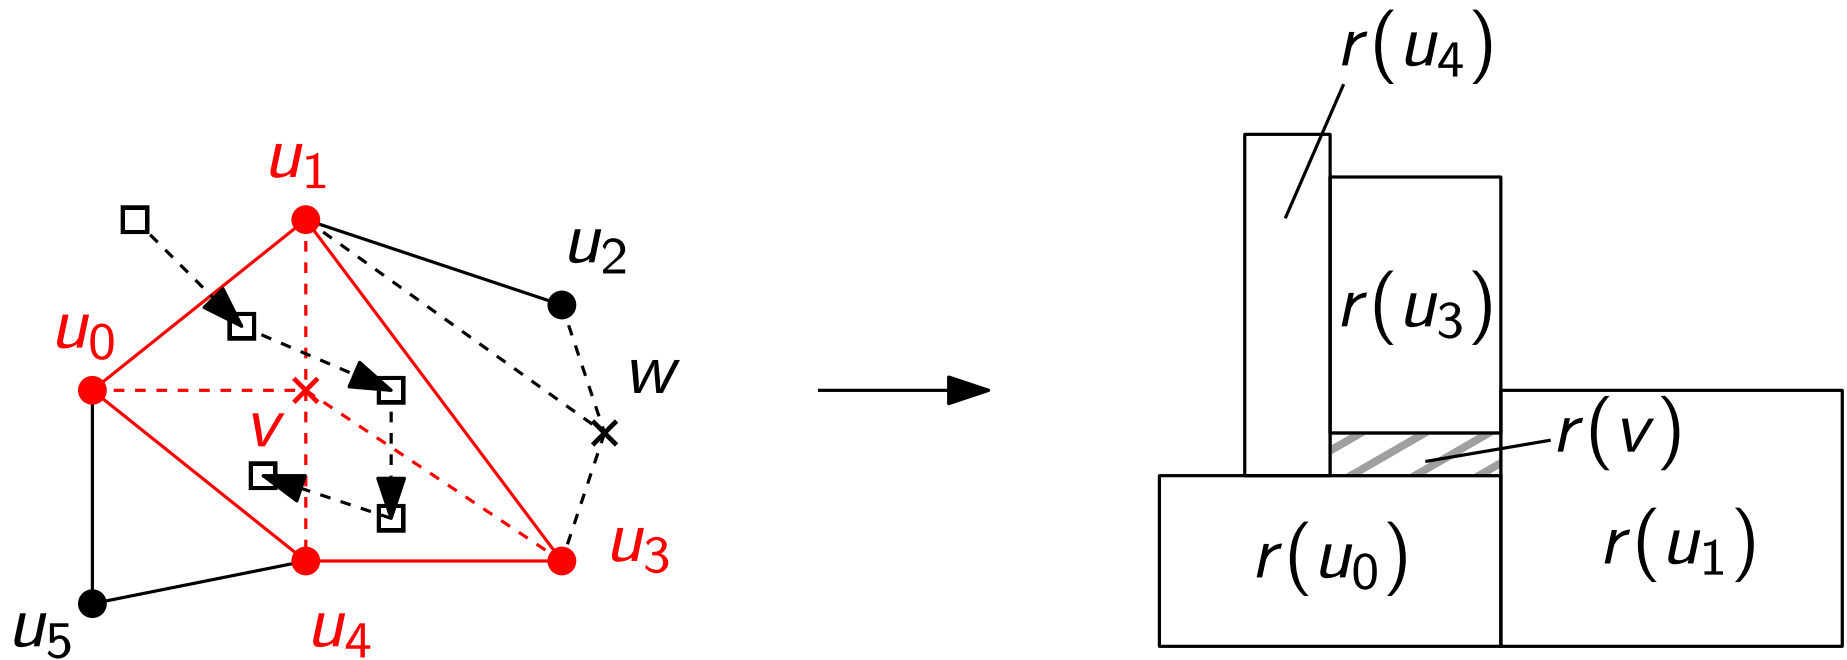 r(u₄)
u₁
u₂
u₀
r(u₃)
w
v
r(v)
u₃
r(u₀)
r(u₁)
u₅
u₄